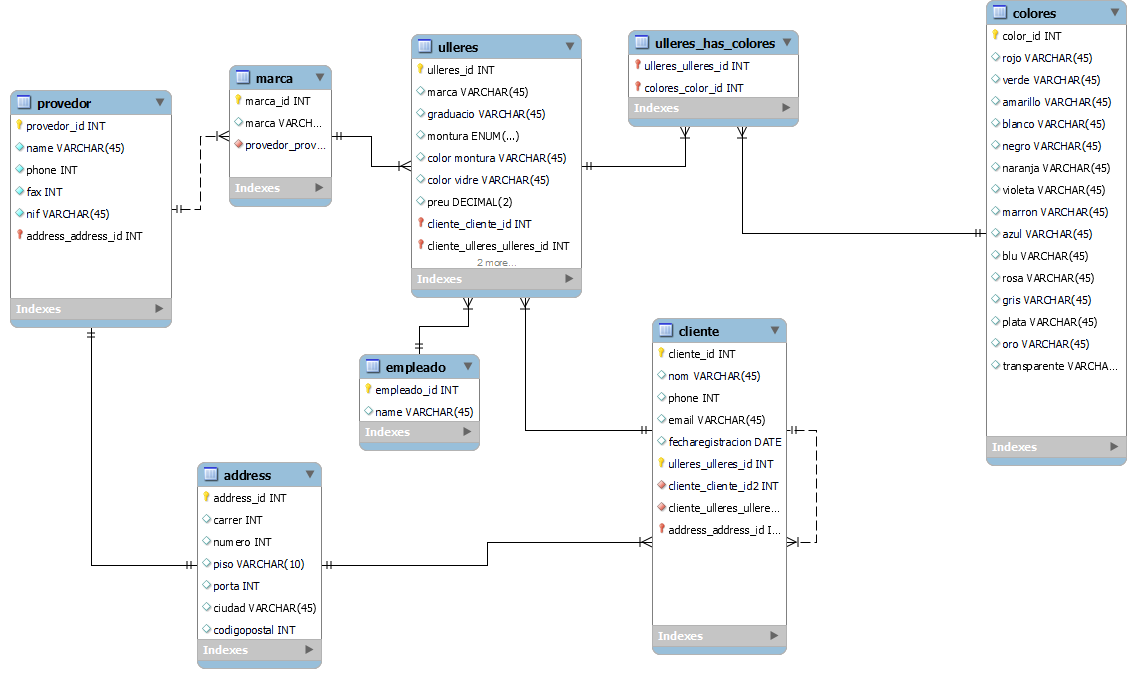 provedor
provedor_id INT
name VARCHAR(45)
phone INT
fax INT
nif VARCHAR(45)
address_address_id INT
Indexes
marca
marca_id INT
marca VARCH...
provedor_prov...
Indexes
ulleres
ulleres_id INT
marca VARCHAR(45)
graduacio VARCHAR(45)
montura ENUM(...)
color montura VARCHAR(45)
color vidre VARCHAR(45)
preu DECIMAL(2)
cliente_cliente_id INT
cliente_ulleres_ulleres_id INT
2 more...
Indexes
ulleres_has_colores
ulleres_ulleres_id INT
colores_color_id INT
Indexes
colores
color_id INT
rojo VARCHAR(45)
verde VARCHAR(45)
amarillo VARCHAR(45)
blanco VARCHAR(45)
negro VARCHAR(45)
naranja VARCHAR(45)
violeta VARCHAR(45)
marron VARCHAR(45)
azul VARCHAR(45)
blu VARCHAR(45)
rosa VARCHAR(45)
gris VARCHAR(45)
plata VARCHAR(45)
oro VARCHAR(45)
transparente VARCHA...
Indexes
empleado
empleado_id INT
name VARCHAR(45)
Indexes
cliente
cliente_id INT
nom VARCHAR(45)
phone INT
email VARCHAR(45)
fecharegistracion DATE
ulleres_ulleres_id INT
cliente_cliente_id2 INT
cliente_ulleres_ullere...
address_address_id I...
Indexes
address
address_id INT
carrer INT
numero INT
piso VARCHAR(10)
porta INT
ciudad VARCHAR(45)
codigopostal INT
Indexes